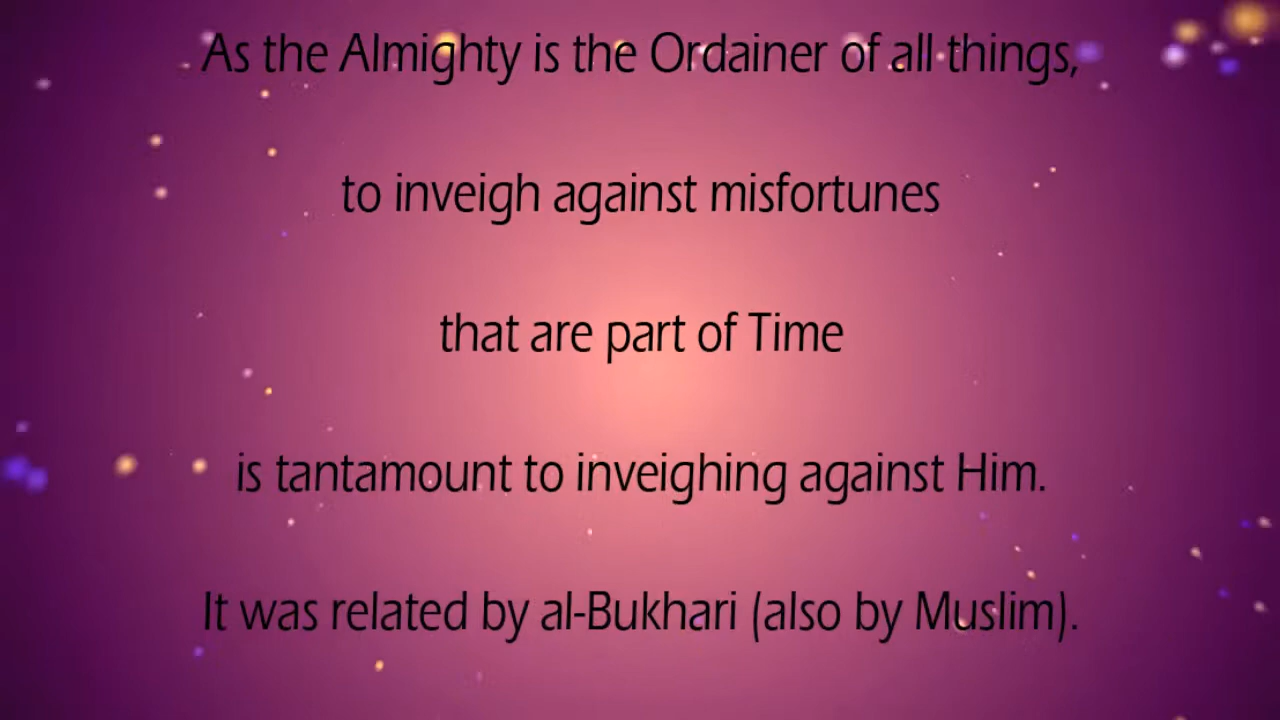 As the Almighty is the Ordainer of all things,
to inveigh against misfortunes
that are part of Time
is tantamount to inveighing against Him.
It was related by al-Bukhari (also by Muslim).